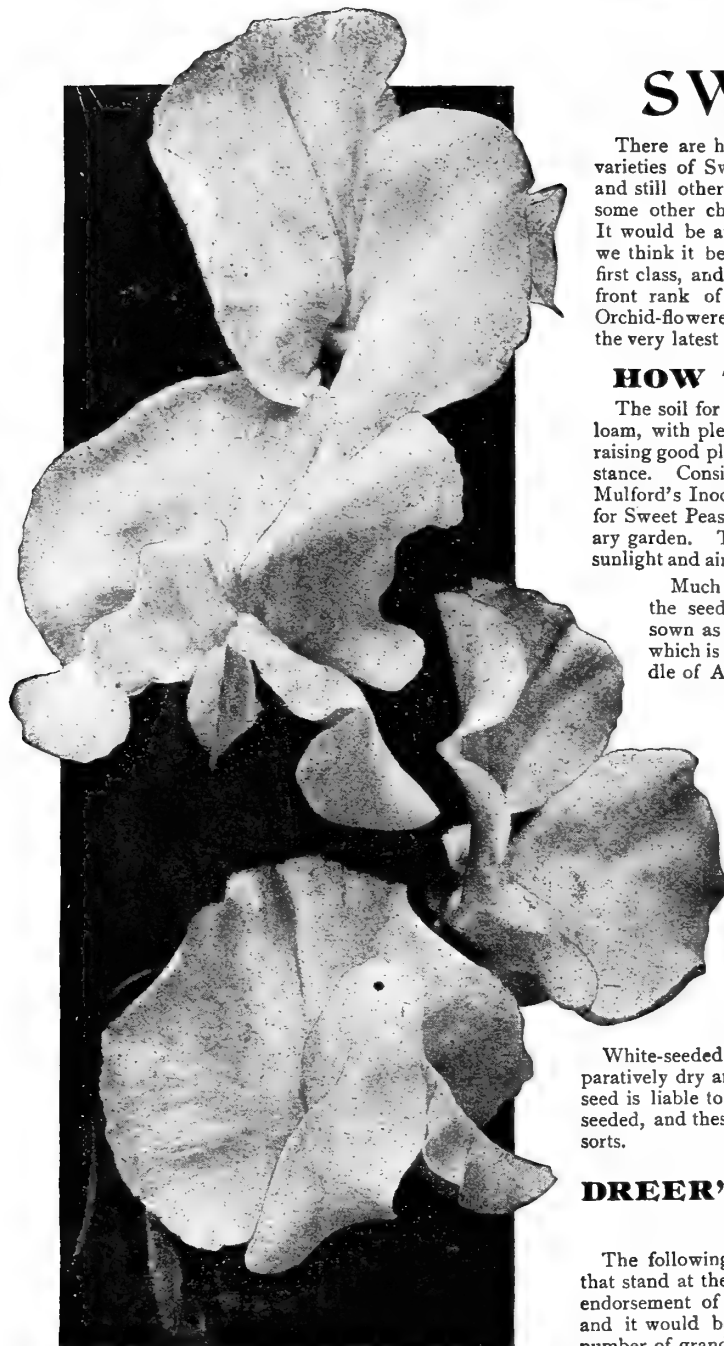 SW
There are h
varieties of Sw
and still other
some other ch
It would be a
we think it be
first class, and
front rank of
Orchid-flowere
the very latest
HOW
The soil for
loam, with ple
raising good pl
stance. Consi
Mulford's Inoc
for Sweet Peas
ary garden. T
sunlight and air
Much
the seed
sown as
which is
dle of A
White-seeded
paratively dry a
seed is liable to
seeded, and thes
sorts.
DREER'
The following
that stand at the
endorsement of
and it would b
number of grand